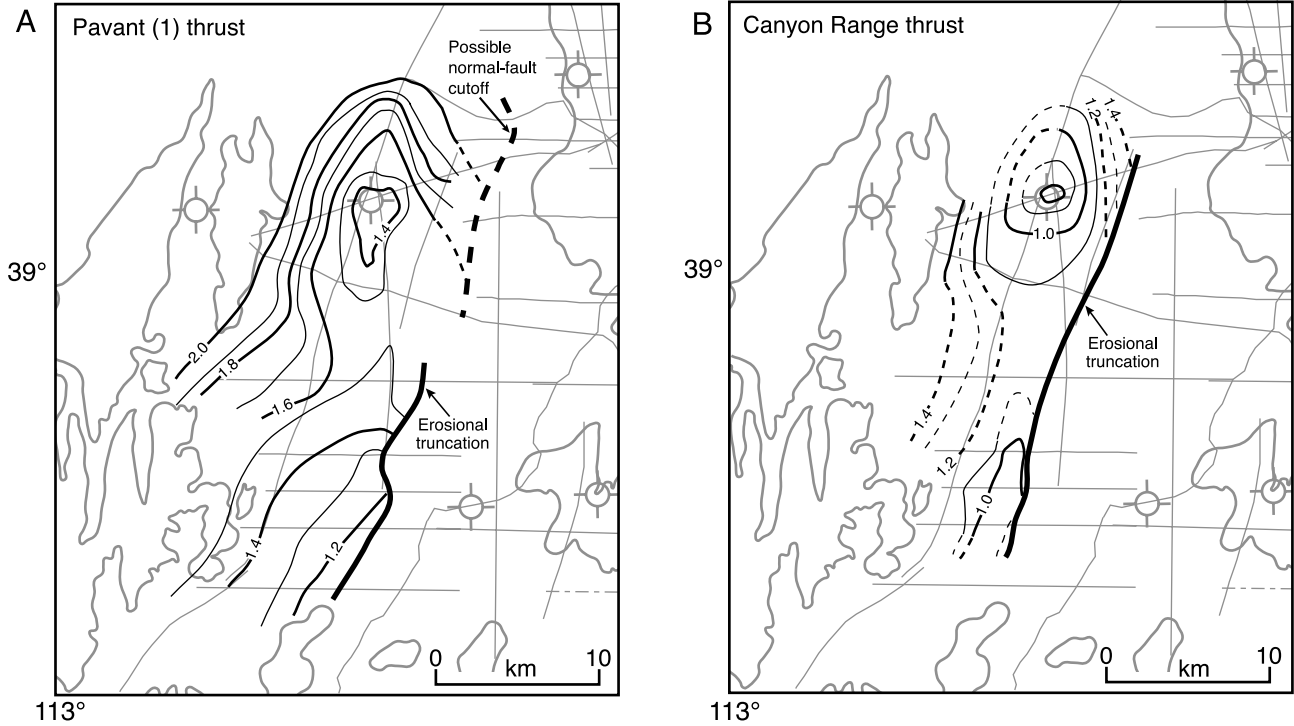 A
Pavant (1) thrust
Possible
normal-fault
cutoff
1.4
39°
2.0
1.8
1.6
Erosional
truncation
1.4
1.2
0
10
km
113°
B
Canyon Range thrust
1.2
1.4
1.0
39°
Erosional
truncation
1.4
1.2
1.0
0
10
km
113°